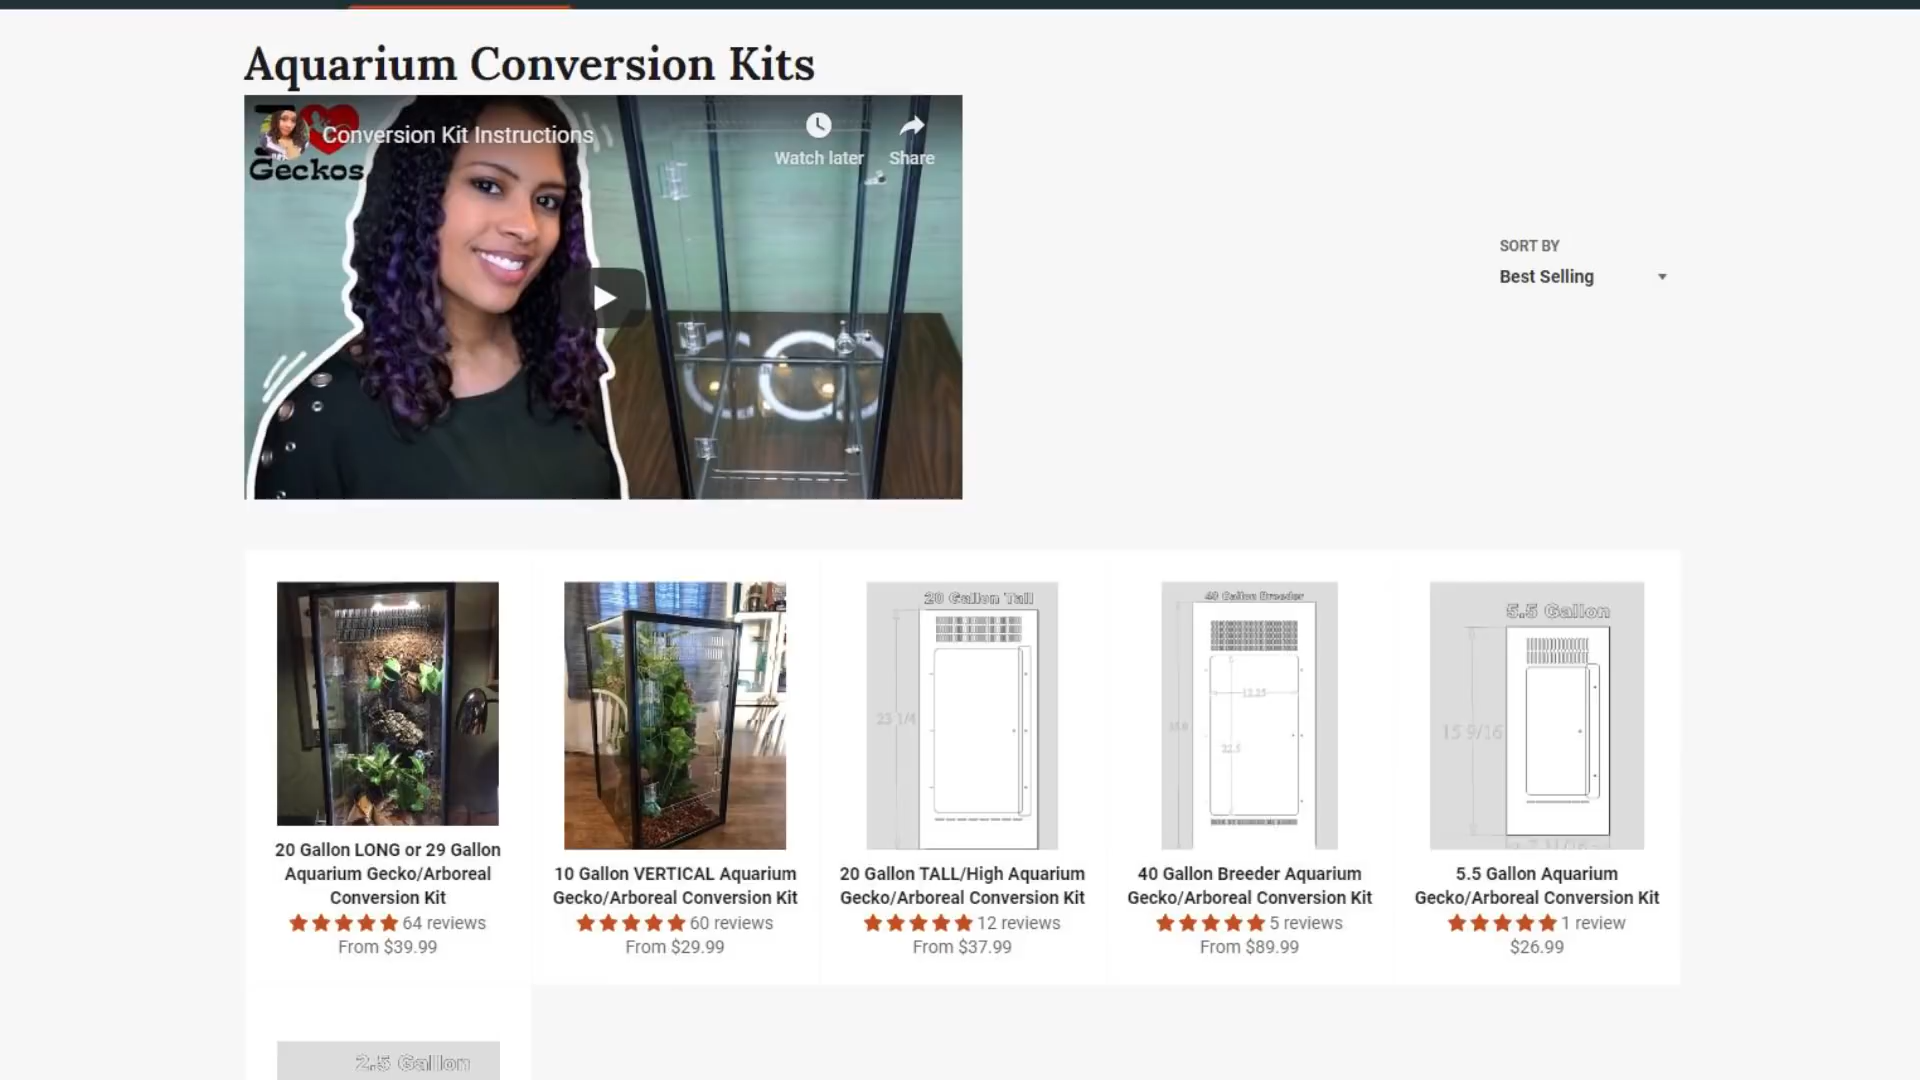 Aquarium Conversion Kits
I
Conversion Kit Instructions
Geckos
Watch later
Share
SORT BY
Best Selling
20 Gallon Tall
23 1/4
40 Gallon Breeder
12.25
22.5
5.5 Gallon
15 9/16
20 Gallon LONG or 29 Gallon
Aquarium Gecko/Arboreal
Conversion Kit
64 reviews
From $39.99
10 Gallon VERTICAL Aquarium
Gecko/Arboreal Conversion Kit
60 reviews
From $29.99
20 Gallon TALL/High Aquarium
Gecko/Arboreal Conversion Kit
12 reviews
From $37.99
40 Gallon Breeder Aquarium
Gecko/Arboreal Conversion Kit
5 reviews
From $89.99
5.5 Gallon Aquarium
Gecko/Arboreal Conversion Kit
1 review
$26.99
2.5 Gallon